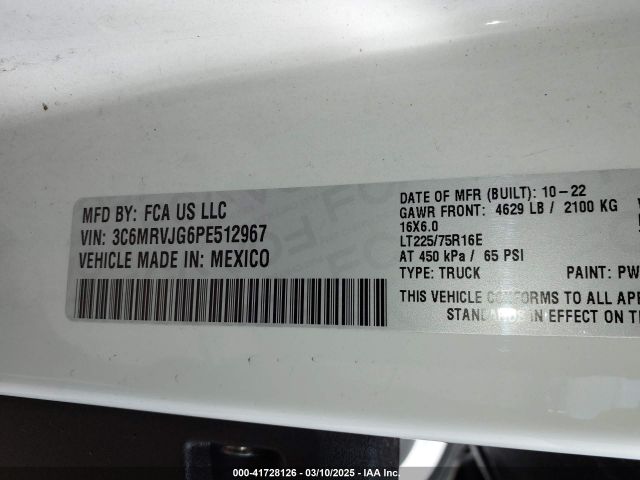 MFD BY: FCA US LLC
VIN: 3C6MRVJG6PE512967
VEHICLE MADE IN: MEXICO
DATE OF MFR (BUILT): 10-22
GAWR FRONT: 4629 LB / 2100 KG
16X6.0
LT225/75R16E
AT 450 kPa / 65 PSI
TYPE: TRUCK PAINT: PW
THIS VEHICLE CONFORMS TO ALL APE
IN EFFECT ON
000-41728126 - 03/10/2025 - IAA Inc.